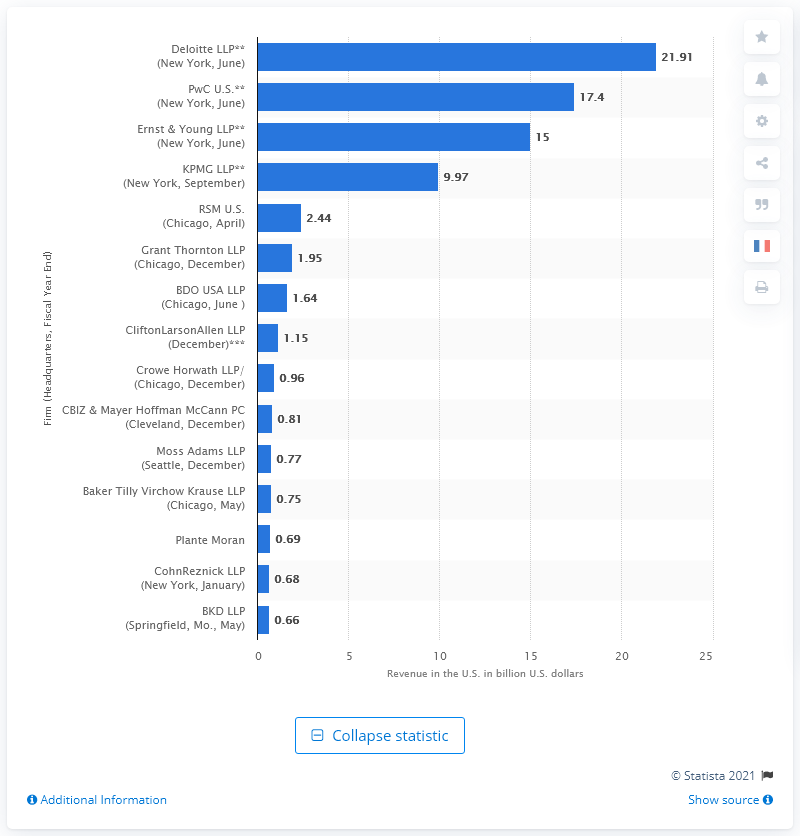 Deloitte LLP**
(New York, June)
21.91
PwC U.S.**
(New York, June)
17.4
Ernst & Young LLP**
(New York, June)
15
KPMG LLP**
(New York, September)
9.97
RSM U.S.
(Chicago, April)
2.44
Grant Thornton LLP
(Chicago, December)
1.95
BDO USA LLP
(Chicago, June )
1.64
CliftonLarsonAllen LLP
(December)***
1.15
Crowe Horwath LLP/
(Chicago, December)
0.96
CBIZ & Mayer Hoffman McCann PC
(Cleveland, December)
0.81
Moss Adams LLP
(Seattle, December)
0.77
Baker Tilly Virchow Krause LLP
(Chicago, May)
0.75
Plante Moran
0.69
CohnReznick LLP
(New York, January)
0.68
BKD LLP
(Springfield, Mo., May)
0.66
Firm (Headquarters, Fiscal Year End)
0 5 10 15 20 25
Revenue in the U.S. in billion U.S. dollars
Collapse statistic
© Statista 2021
Additional Information
Show source